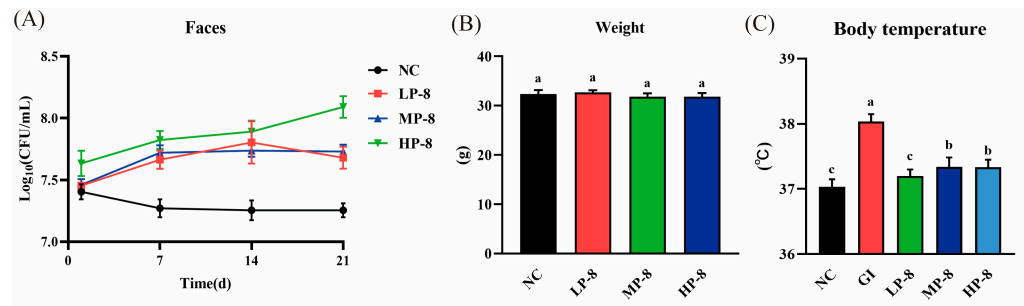 (A)
Faces
Log10(CFU/mL)
8.5
8.0
7.5
7.0
0
7
14
21
Time(d)
NC
LP-8
MP-8
HP-8
(B)
Weight
(g)
40
30
20
10
0
a
a
a
a
NC
LP-8
MP-8
HP-8
(C)
Body temperature
(℃)
39
38
37
36
c
a
c
b
b
NC
GI
LP-8
MP-8
HP-8